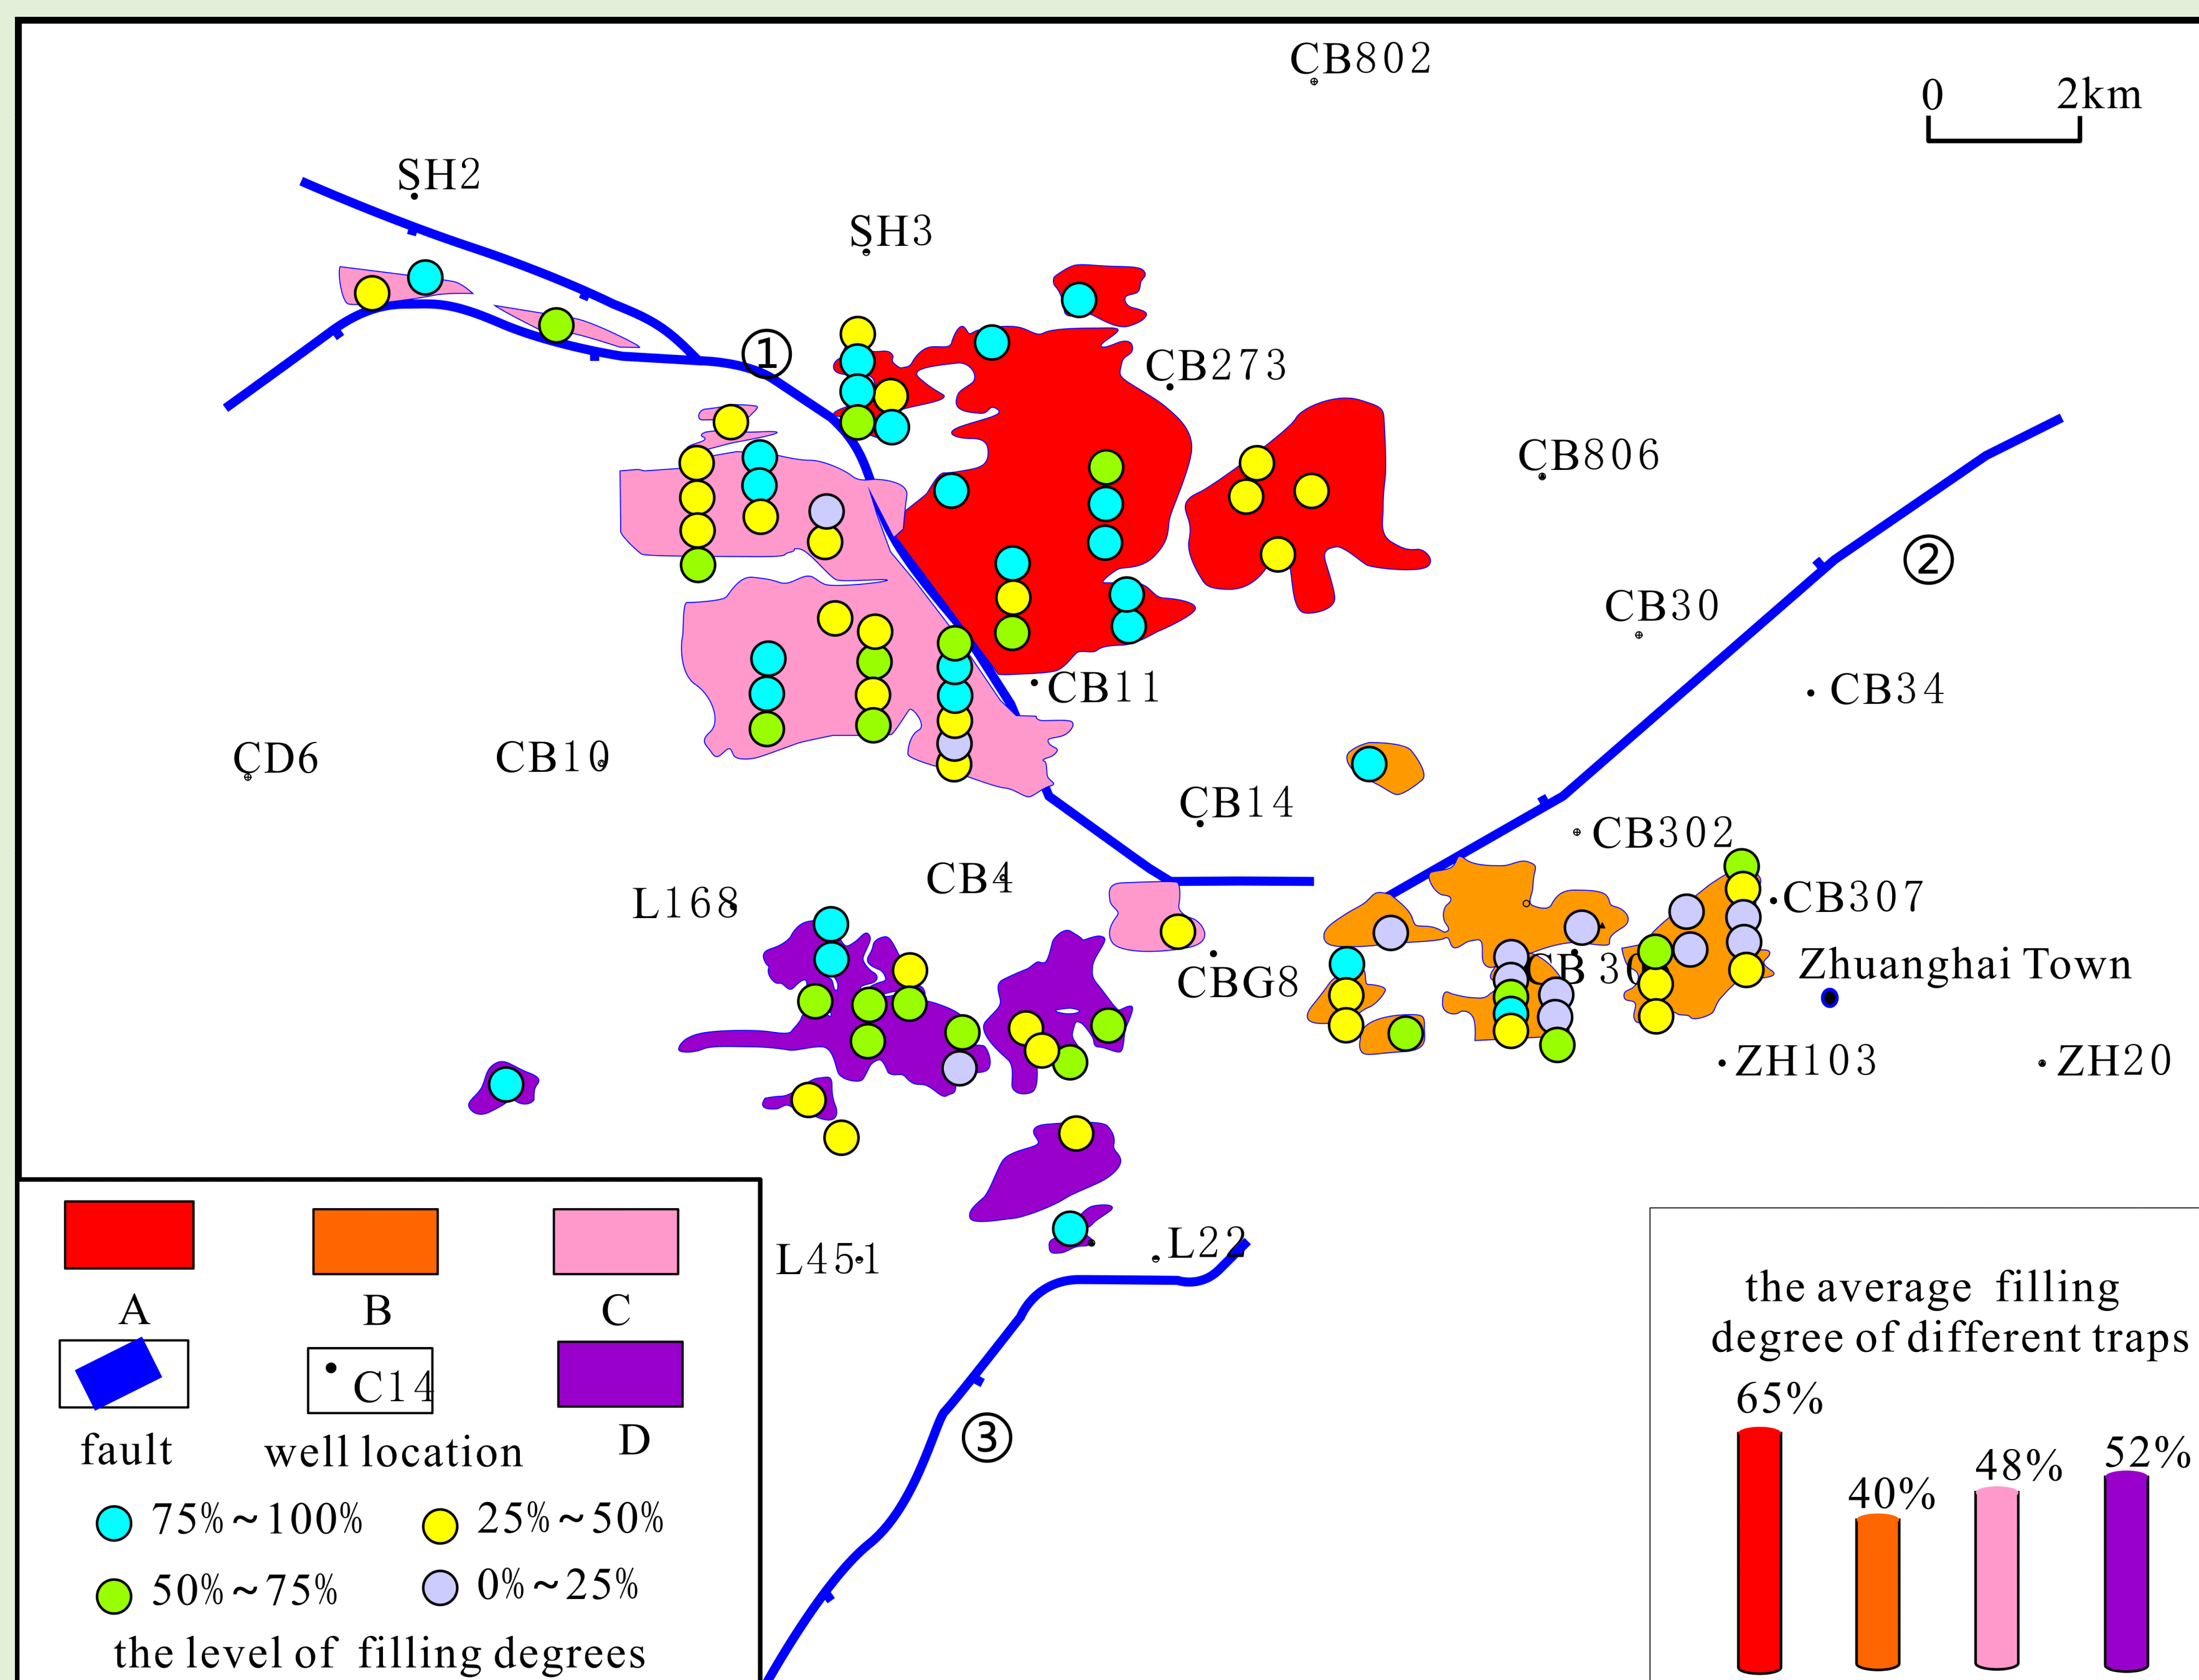 CB802
0 2km
SH2
SH3
①
CB273
CB806
②
CB30
CB11
CB34
CD6
CB10
CB14
CB302
CB4
L168
CB307
CBG8
Zhuanghai Town
ZH103
ZH20
L451
L22
③
A
B
C
C14
fault
well location
D
75%~100%
25%~50%
50%~75%
0%~25%
the level of filling degrees
the average filling
degree of different traps
65%
40%
48%
52%